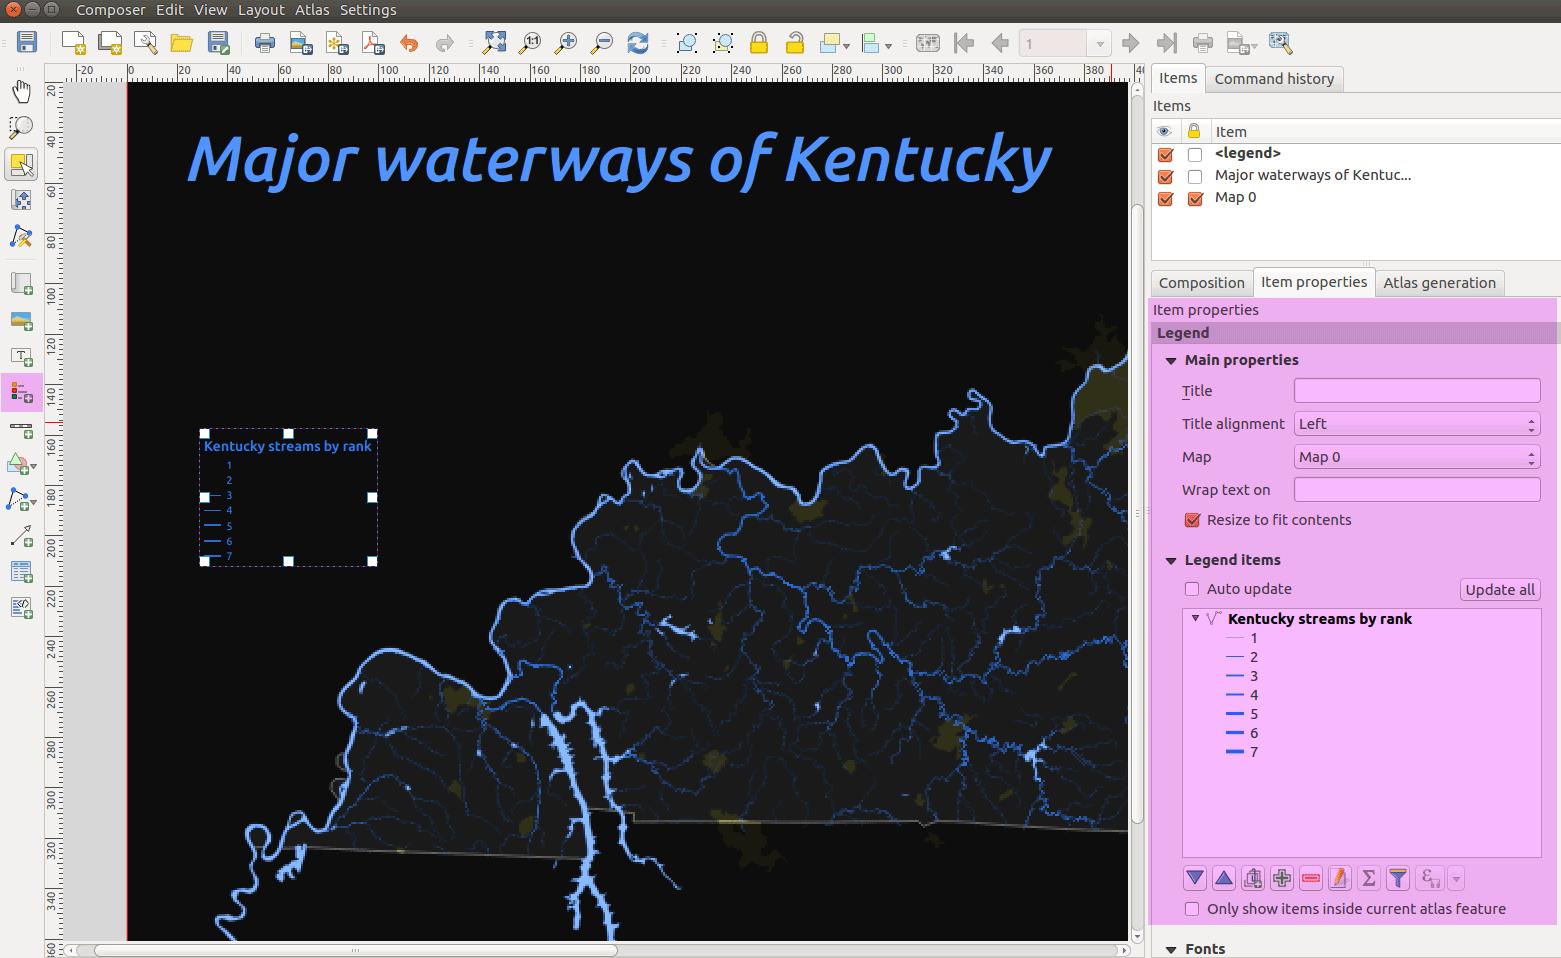 Composer Edit View Layout Atlas Settings
1:1
1
-20 0 20 40 60 80 100 120 140 160 180 200 220 240 260 280 300 320 340 360 380
20
40
60
80
100
120
140
160
180
200
220
240
260
280
300
320
340
360
Major waterways of Kentucky
Kentucky streams by rank
1
2
3
4
5
6
7
Items Command history
Items
Item
<legend>
Major waterways of Kentuc...
Map 0
Composition Item properties Atlas generation
Item properties
Legend
Main properties
Title
Title alignment Left
Map Map 0
Wrap text on
Resize to fit contents
Legend items
Auto update Update all
Kentucky streams by rank
1
2
3
4
5
6
7
Σ ε
Only show items inside current atlas feature
Fonts